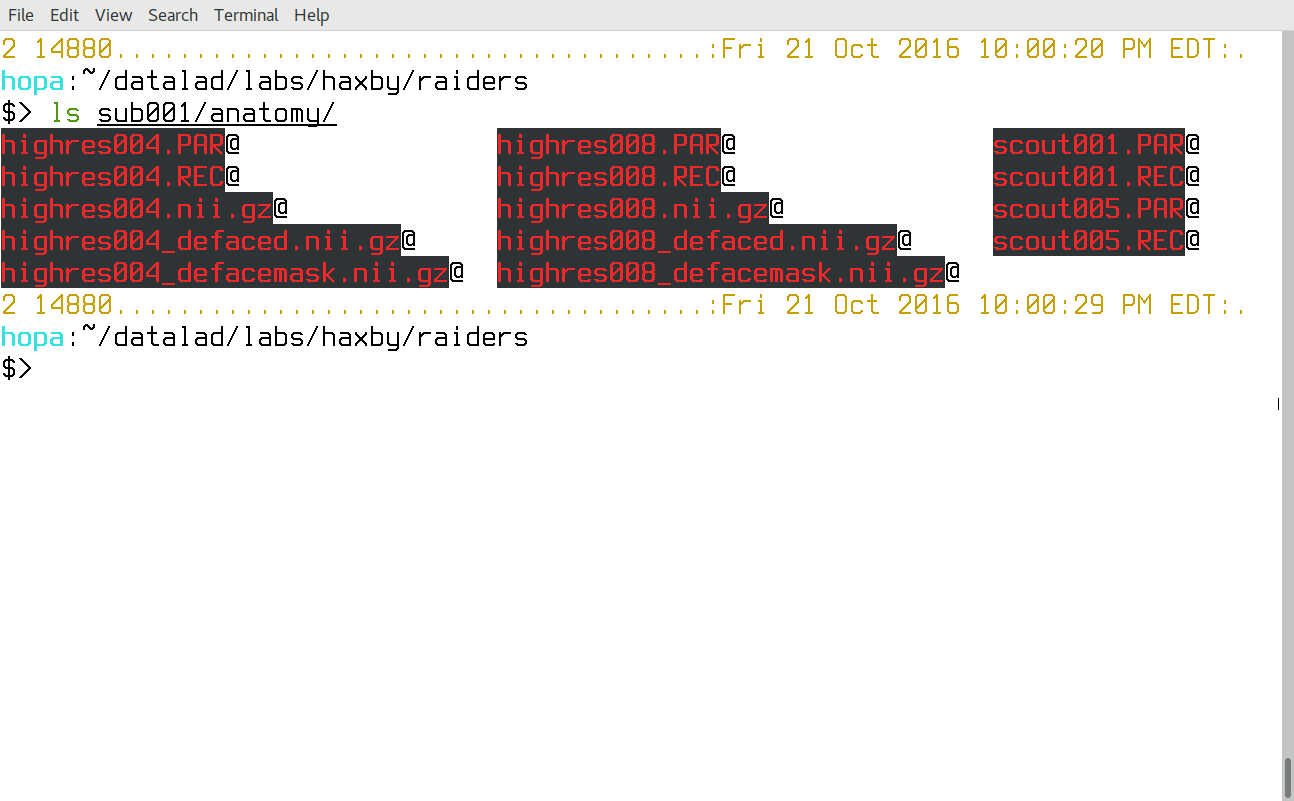 File Edit View Search Terminal Help
2 14880.....................................:Fri 21 Oct 2016 10:00:20 PM EDT:.
hopa:~/datalad/labs/haxby/raiders
$> ls sub001/anatomy/
highres004.PAR@ highres008.PAR@ scout001.PAR@
highres004.REC@ highres008.REC@ scout001.REC@
highres004.nii.gz@ highres008.nii.gz@ scout005.PAR@
highres004_defaced.nii.gz@ highres008_defaced.nii.gz@ scout005.REC@
highres004_defacemask.nii.gz@ highres008_defacemask.nii.gz@
2 14880.....................................:Fri 21 Oct 2016 10:00:29 PM EDT:.
hopa:~/datalad/labs/haxby/raiders
$>